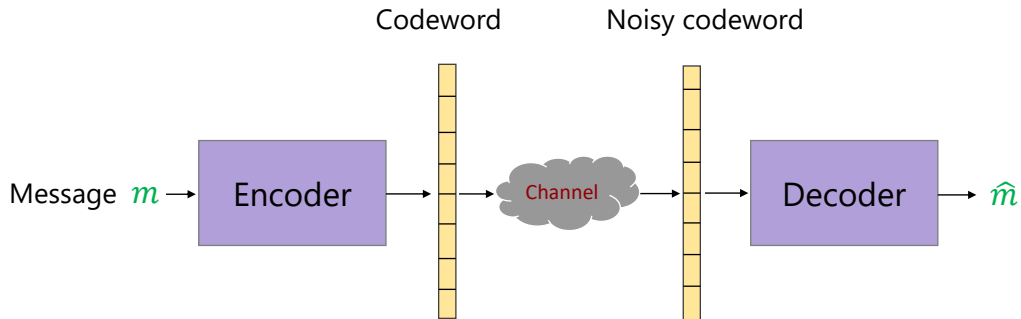 Codeword
Noisy codeword
Message m
Encoder
Channel
Decoder
m̂